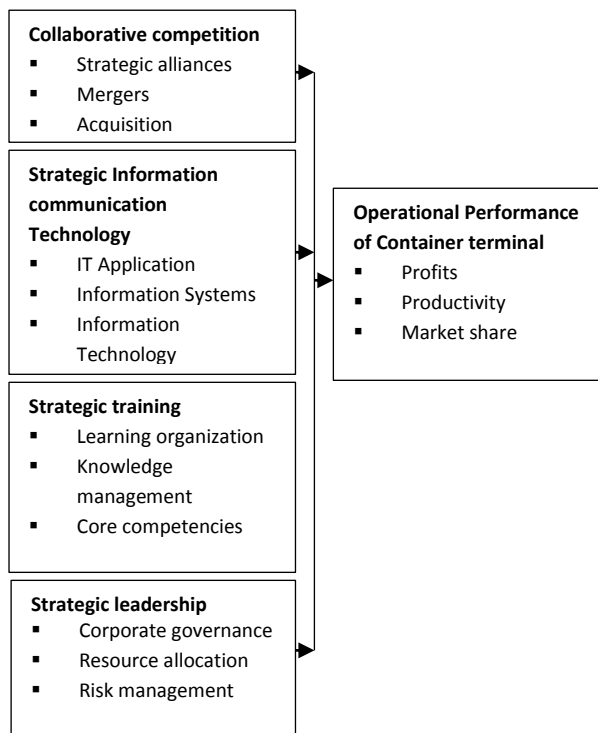 Collaborative competition
▪ Strategic alliances
▪ Mergers
▪ Acquisition
Strategic Information
communication
Technology
▪ IT Application
▪ Information Systems
▪ Information
Technology
Strategic training
▪ Learning organization
▪ Knowledge
management
▪ Core competencies
Strategic leadership
▪ Corporate governance
▪ Resource allocation
▪ Risk management
Operational Performance
of Container terminal
▪ Profits
▪ Productivity
▪ Market share